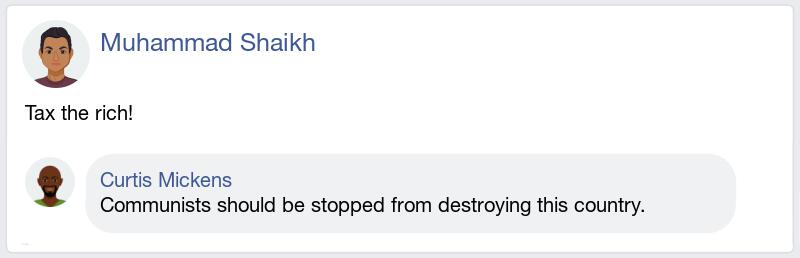 Muhammad Shaikh
Tax the rich!
Curtis Mickens
Communists should be stopped from destroying this country.